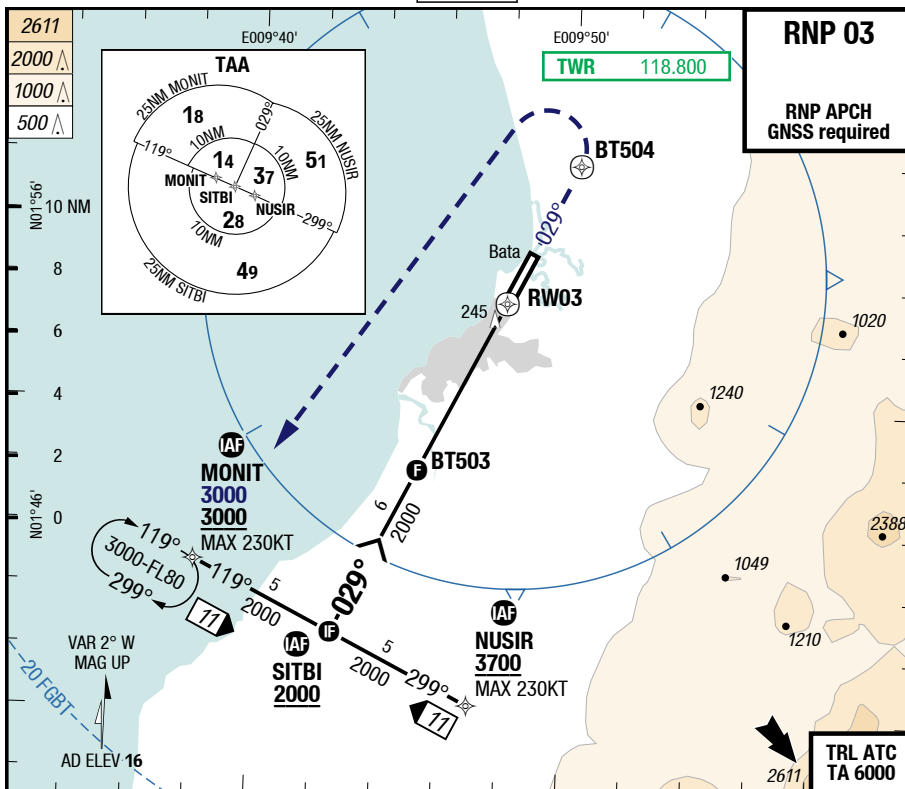 2611
2000
1000
500
E009°40'
E009°50'
TWR 118.800
RNP 03
RNP APCH
GNSS required
TAA
25NM MONIT
18
029°
25NM NUSIR
119°
10NM
14
10NM
51
MONIT
37
SITBI
NUSIR
28
299°
10NM
25NM SITBI
49
N01°56'
10 NM
8
6
4
2
0
N01°46'
BT504
029°
Bata
RW03
245
1020
1240
IAF
MONIT
3000
3000
MAX 230KT
F
BT503
6
2000
2388
119°
3000-FL80
299°
119°
5
2000
11
029°
1049
1210
IF
IAF
SITBI
2000
5
2000
299°
11
IAF
NUSIR
3700
MAX 230KT
VAR 2° W
MAG UP
20 FGBT
AD ELEV 16
2611
TRL ATC
TA 6000